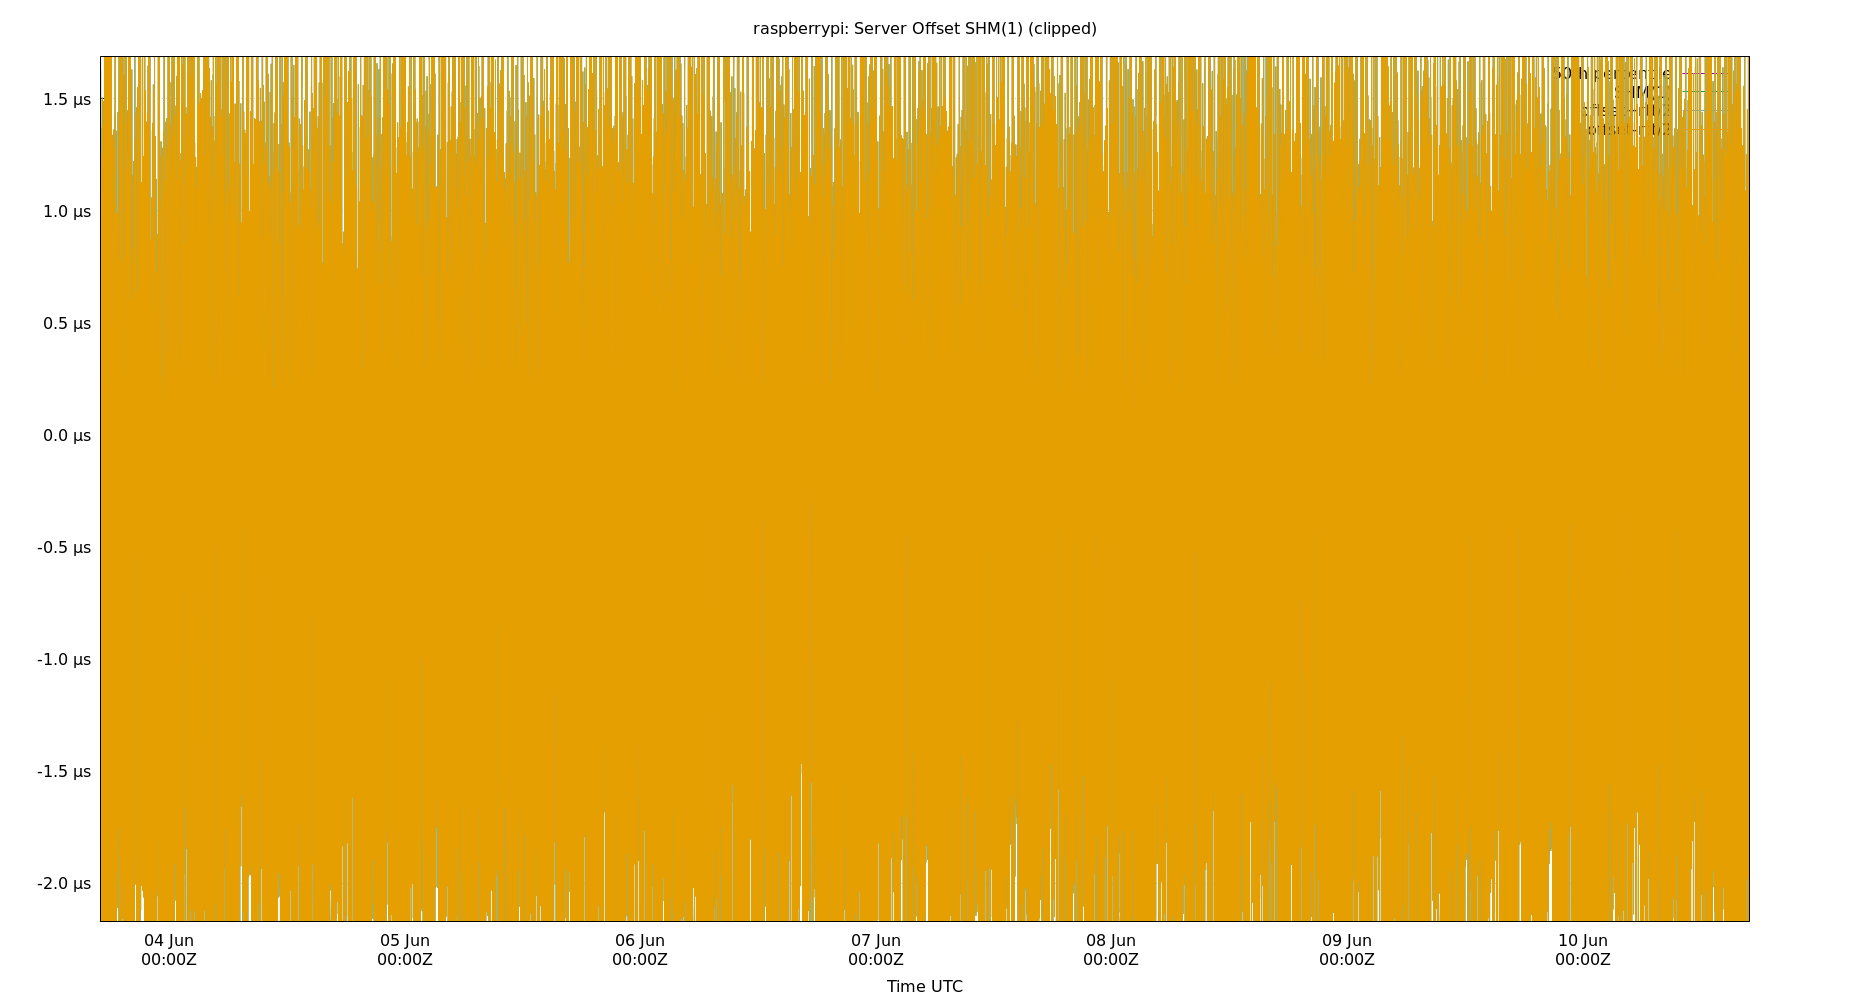 raspberrypi: Server Offset SHM(1) (clipped)
1.5 µs
1.0 µs
0.5 µs
0.0 µs
-0.5 µs
-1.0 µs
-1.5 µs
-2.0 µs
04 Jun 05 Jun 06 Jun 07 Jun 08 Jun 09 Jun 10 Jun
00:00Z 00:00Z 00:00Z 00:00Z 00:00Z 00:00Z 00:00Z
Time UTC